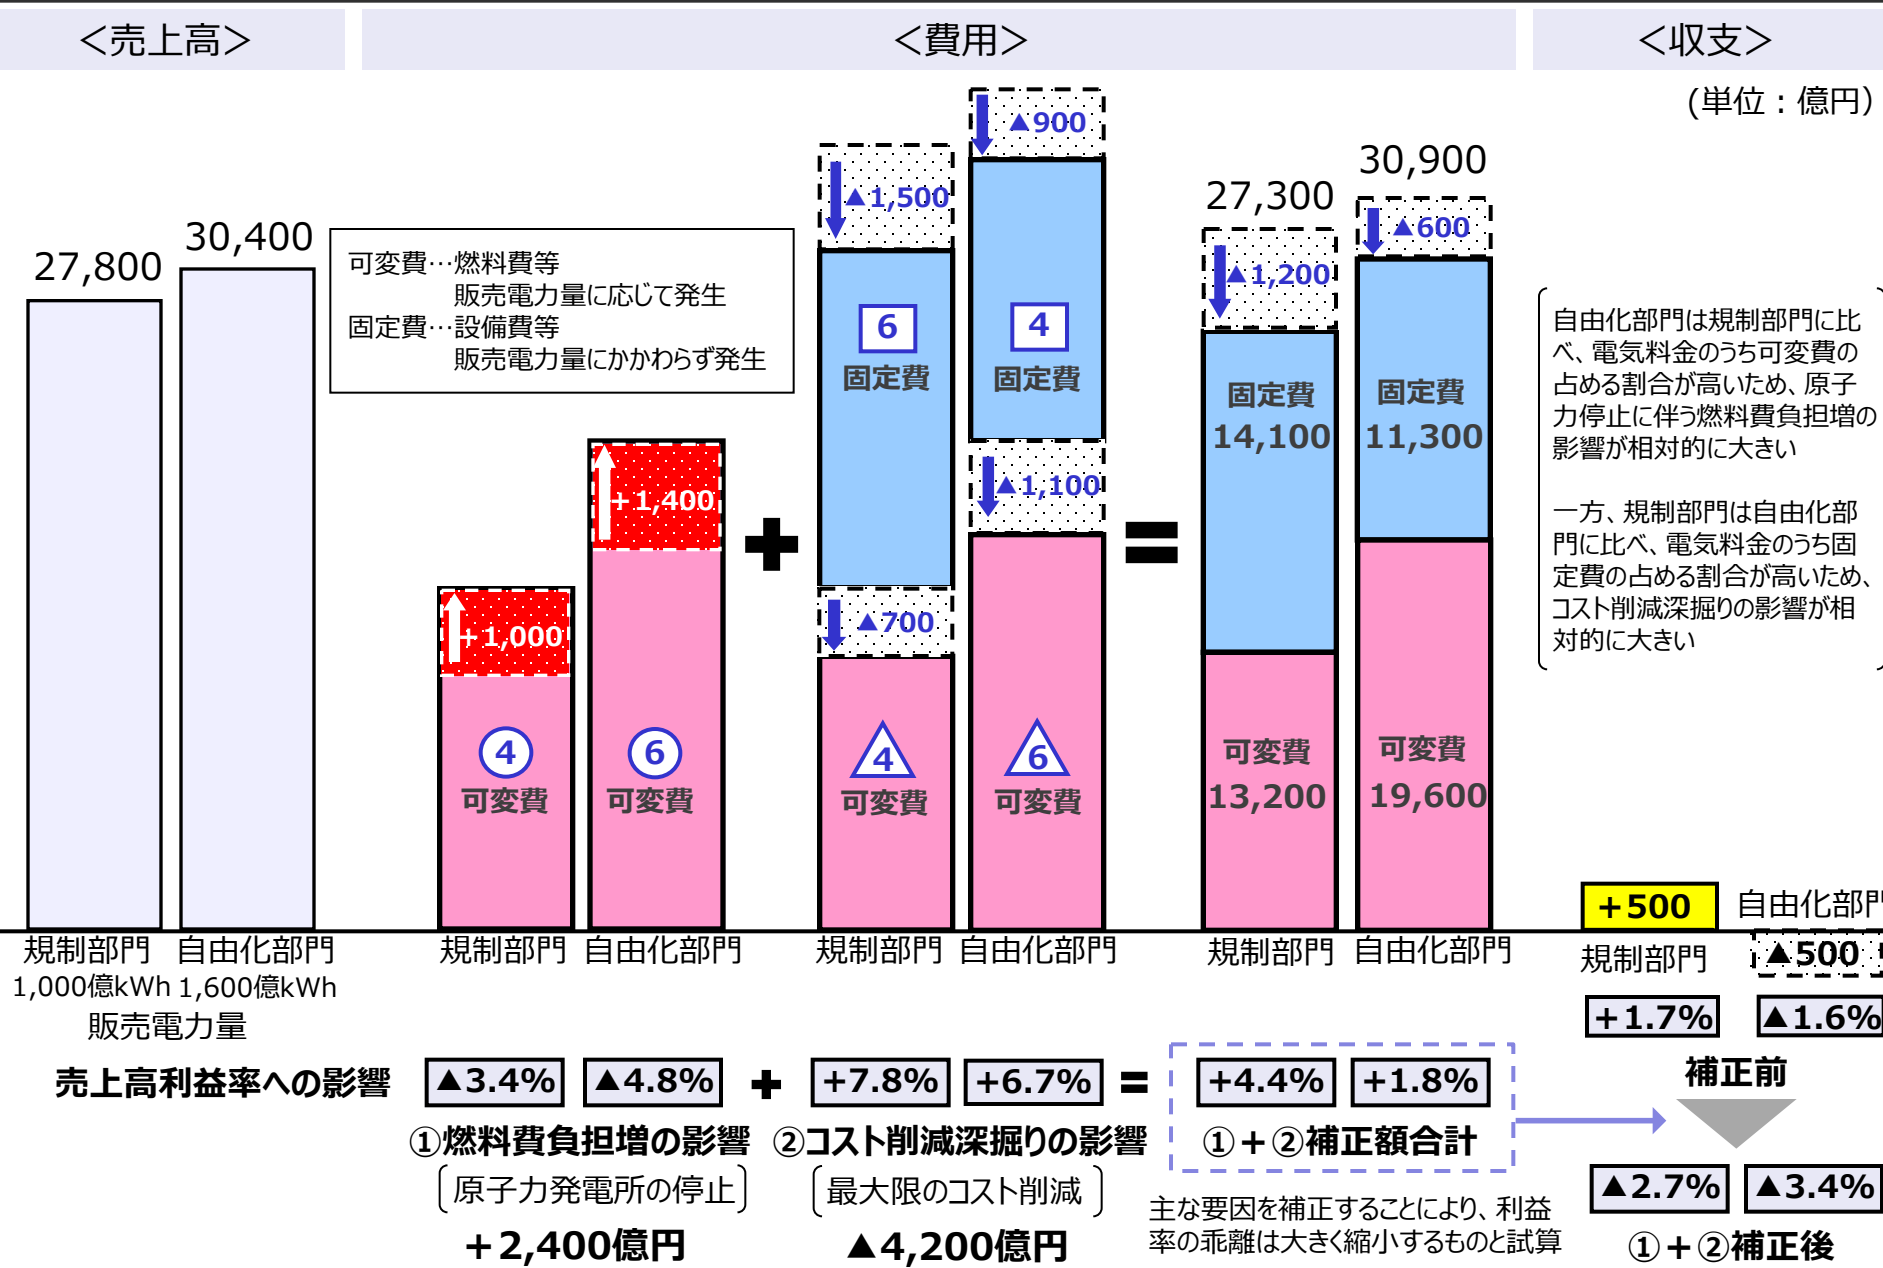 ＜売上高＞
＜費用＞
＜収支＞
(単位：億円)
27,800
30,400
可変費…燃料費等
販売電力量に応じて発生
固定費…設備費等
販売電力量にかかわらず発生
+1,000
④
可変費
+1,400
⑥
可変費
+
▲1,500
6
固定費
▲700
4
可変費
▲900
4
固定費
▲1,100
6
可変費
=
27,300
▲1,200
固定費
14,100
可変費
13,200
30,900
▲600
固定費
11,300
可変費
19,600
自由化部門は規制部門に比
べ、電気料金のうち可変費の
占める割合が高いため、原子
力停止に伴う燃料費負担増の
影響が相対的に大きい
一方、規制部門は自由化部
門に比べ、電気料金のうち固
定費の占める割合が高いため、
コスト削減深掘りの影響が相
対的に大きい
+500
自由化部門
規制部門
▲500
規制部門 自由化部門
1,000億kWh 1,600億kWh
販売電力量
規制部門 自由化部門
規制部門 自由化部門
規制部門 自由化部門
+1.7% ▲1.6%
補正前
売上高利益率への影響
▲3.4% ▲4.8% + +7.8% +6.7% = +4.4% +1.8%
①燃料費負担増の影響
原子力発電所の停止
+2,400億円
②コスト削減深掘りの影響
最大限のコスト削減
▲4,200億円
①+②補正額合計
主な要因を補正することにより、利益
率の乖離は大きく縮小するものと試算
▲2.7% ▲3.4%
①+②補正後